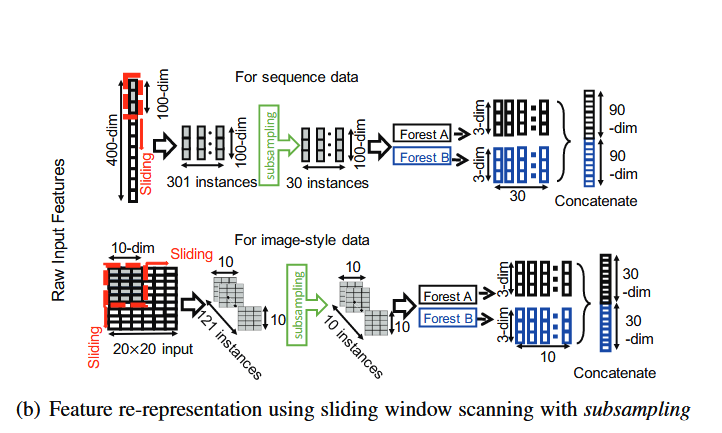 For sequence data
Raw Input Features
400-dim
100-dim
Sliding
301 instances
100-dim
subsampling
30 instances
100-dim
Forest A
Forest B
3-dim
3-dim
30
90
-dim
90
-dim
Concatenate
For image-style data
10-dim
Sliding
Sliding
20×20 input
10
10
121 instances
subsampling
10
10
10 instances
Forest A
Forest B
3-dim
3-dim
10
30
-dim
30
-dim
Concatenate
(b) Feature re-representation using sliding window scanning with subsampling